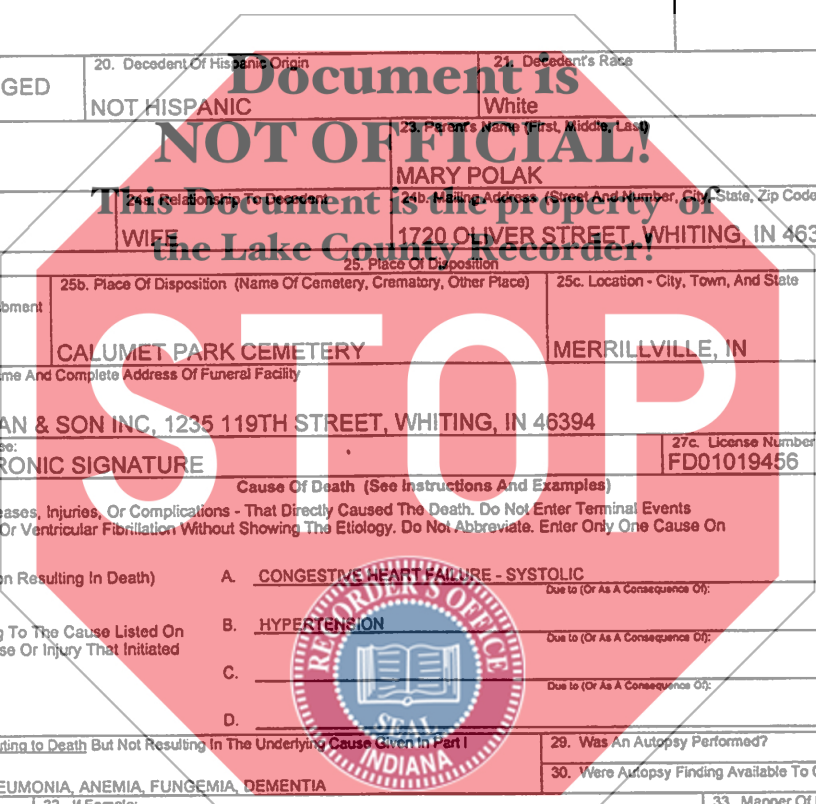 20. Decedent Of Hispanic Origin
21. Decedent's Race
GED
NOT HISPANIC
White
Document is
NOT OFFICIAL!
This Document is the property of
the Lake County Recorder!
23. Parent's Name (First, Middle, Last)
MARY POLAK
24a. Relationship To Decedent
24b. Mailing Address (Street And Number, City, State, Zip Code
WIFE
1720 OLIVER STREET, WHITING, IN 463
25. Place Of Disposition
25b. Place Of Disposition (Name Of Cemetery, Crematory, Other Place)
25c. Location - City, Town, And State
bment
CALUMET PARK CEMETERY
MERRILLVILLE, IN
STOP
me And Complete Address Of Funeral Facility
AN & SON INC, 1235 119TH STREET, WHITING, IN 46394
se:
27c. License Number
RONIC SIGNATURE
FD01019456
Cause Of Death (See Instructions And Examples)
eases, Injuries, Or Complications - That Directly Caused The Death. Do Not Enter Terminal Events
Or Ventricular Fibrillation Without Showing The Etiology. Do Not Abbreviate. Enter Only One Cause On
on Resulting In Death)
A. CONGESTIVE HEART FAILURE - SYSTOLIC
Due to (Or As A Consequence Of):
g To The Cause Listed On
se Or Injury That Initiated
B. HYPERTENSION
Due to (Or As A Consequence Of):
C.
Due to (Or As A Consequence Of):
D.
RECORDER'S OFFICE
SEAL
INDIANA
uting to Death But Not Resulting In The Underlying Cause Given In Part I
29. Was An Autopsy Performed?
30. Were Autopsy Finding Available To
EUMONIA, ANEMIA, FUNGEMIA, DEMENTIA
33. Manner Of